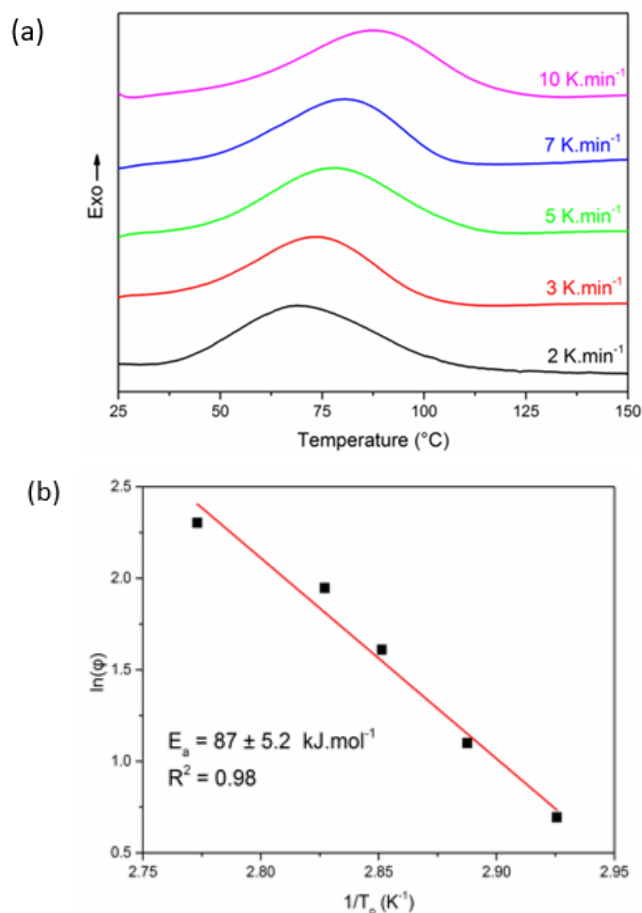 (a)
10 K.min⁻¹
7 K.min⁻¹
5 K.min⁻¹
3 K.min⁻¹
2 K.min⁻¹
Exo →
25 50 75 100 125 150
Temperature (°C)
(b)
2.5
2.0
1.5
1.0
0.5
ln(φ)
Eₐ = 87 ± 5.2 kJ.mol⁻¹
R² = 0.98
2.75 2.80 2.85 2.90 2.95
1/Tₚ (K⁻¹)